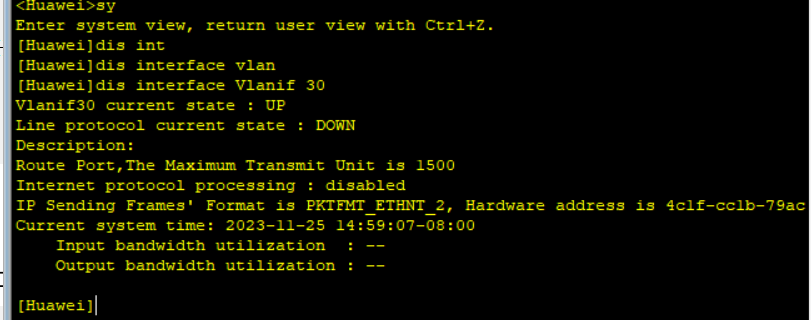 <Huawei>sy
Enter system view, return user view with Ctrl+Z.
[Huawei]dis int
[Huawei]dis interface vlan
[Huawei]dis interface Vlanif 30
Vlanif30 current state : UP
Line protocol current state : DOWN
Description:
Route Port,The Maximum Transmit Unit is 1500
Internet protocol processing : disabled
IP Sending Frames' Format is PKTFMT_ETHNT_2, Hardware address is 4c1f-cc1b-79ac
Current system time: 2023-11-25 14:59:07-08:00
    Input bandwidth utilization  : --
    Output bandwidth utilization : --
[Huawei]